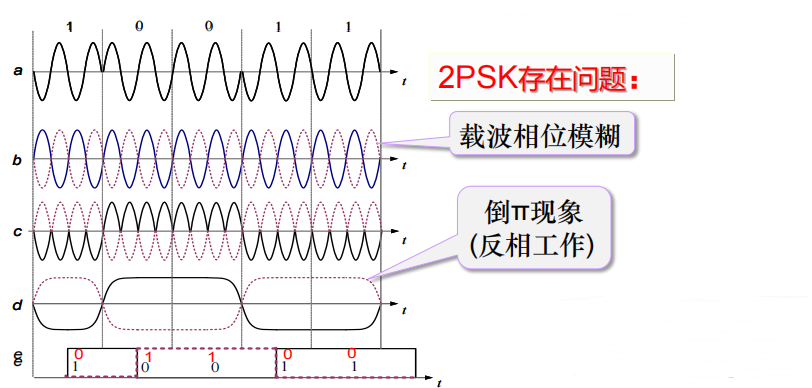 1 0 0 1 1
a t
2PSK存在问题：
b t
载波相位模糊
c t
倒π现象
(反相工作)
d t
e 0 1 1 0 0
1 0 0 1 1
t